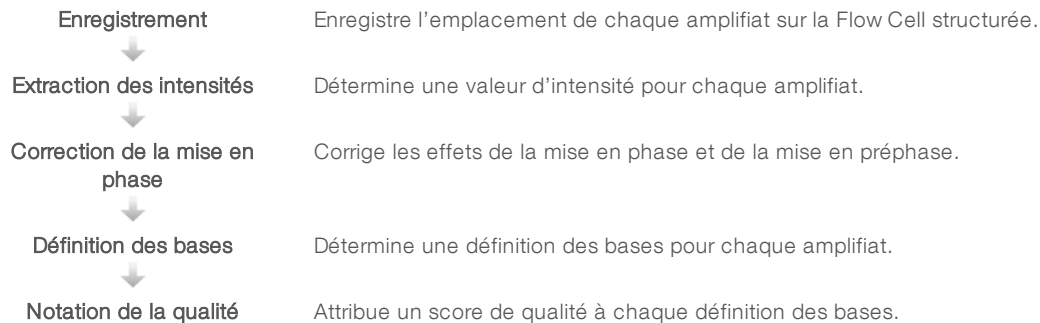 Enregistrement
Enregistre l’emplacement de chaque amplifiat sur la Flow Cell structurée.
Extraction des intensités
Détermine une valeur d’intensité pour chaque amplifiat.
Correction de la mise en
phase
Corrige les effets de la mise en phase et de la mise en préphase.
Définition des bases
Détermine une définition des bases pour chaque amplifiat.
Notation de la qualité
Attribue un score de qualité à chaque définition des bases.